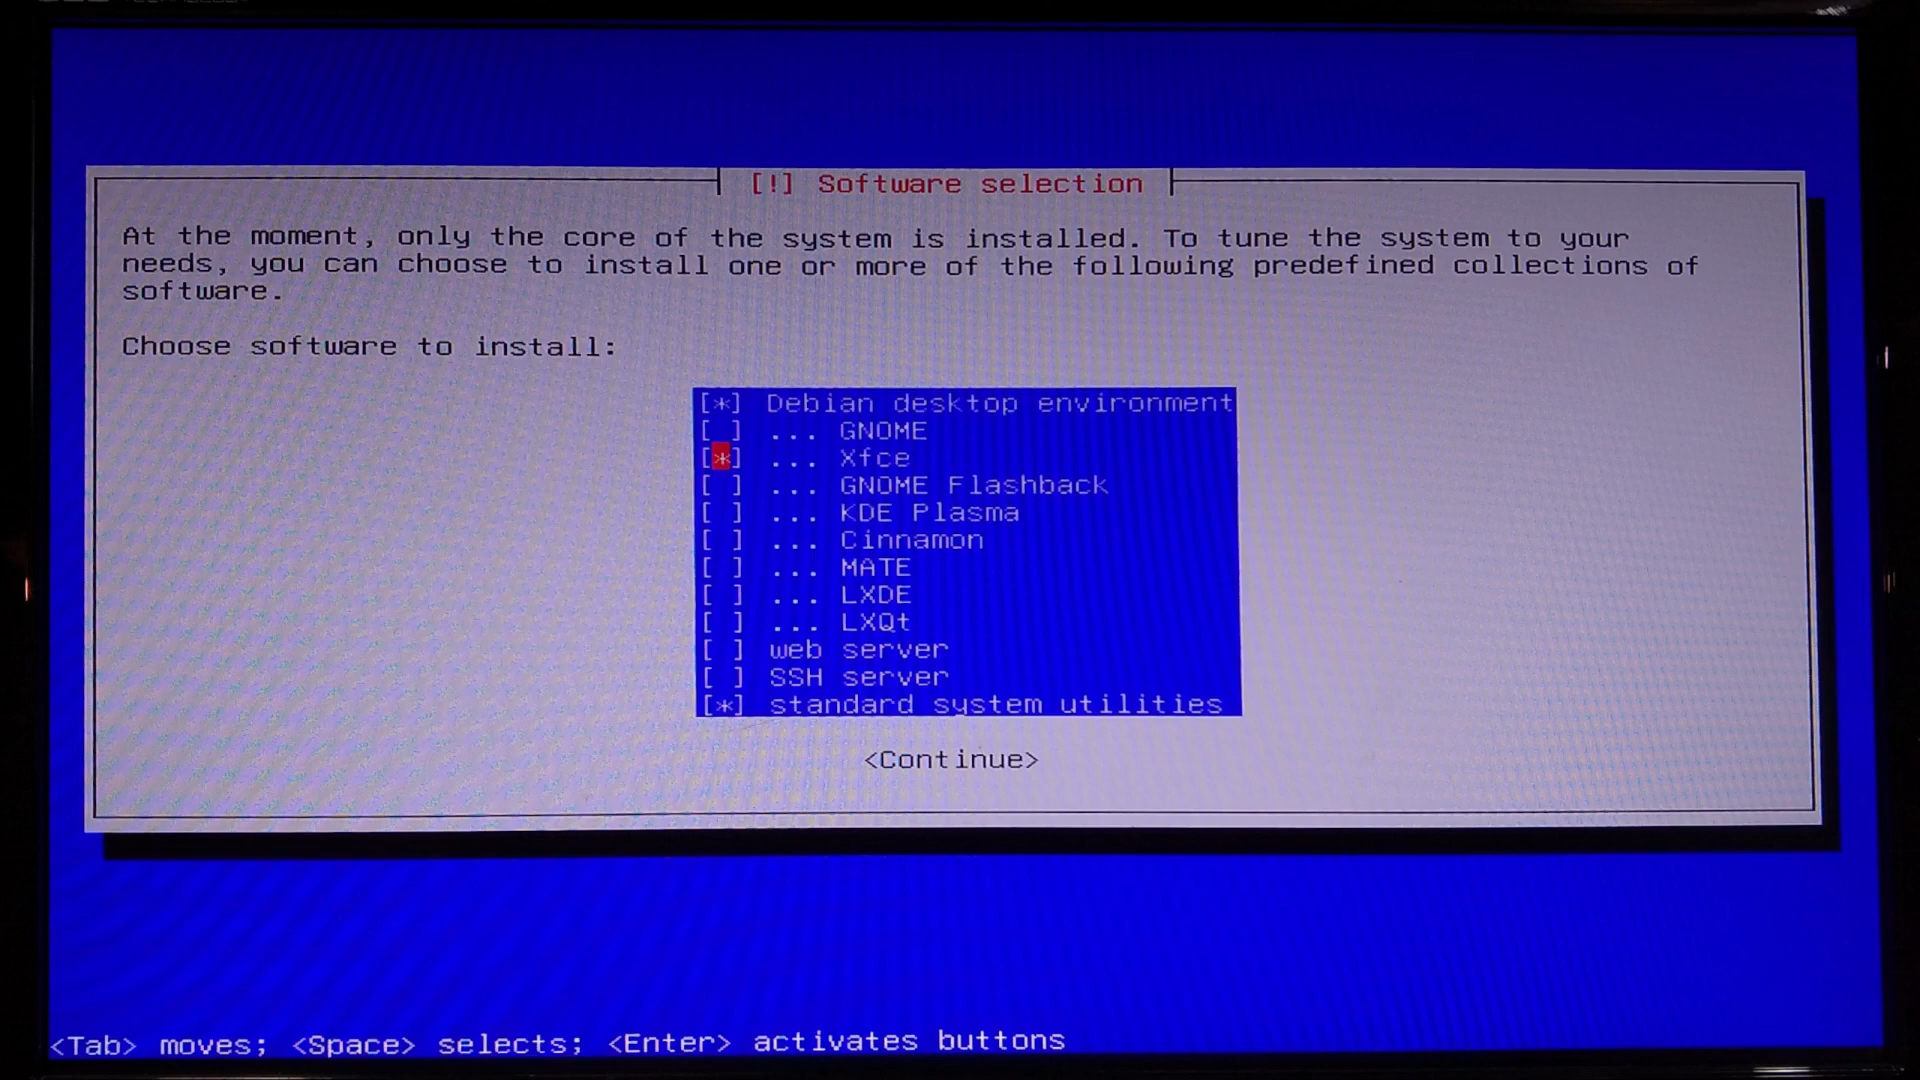 [!] Software selection
At the moment, only the core of the system is installed. To tune the system to your
needs, you can choose to install one or more of the following predefined collections of
software.
Choose software to install:
[*] Debian desktop environment
[ ] ... GNOME
[*] ... Xfce
[ ] ... GNOME Flashback
[ ] ... KDE Plasma
[ ] ... Cinnamon
[ ] ... MATE
[ ] ... LXDE
[ ] ... LXQt
[ ] web server
[ ] SSH server
[*] standard system utilities
<Continue>
<Tab> moves; <Space> selects; <Enter> activates buttons